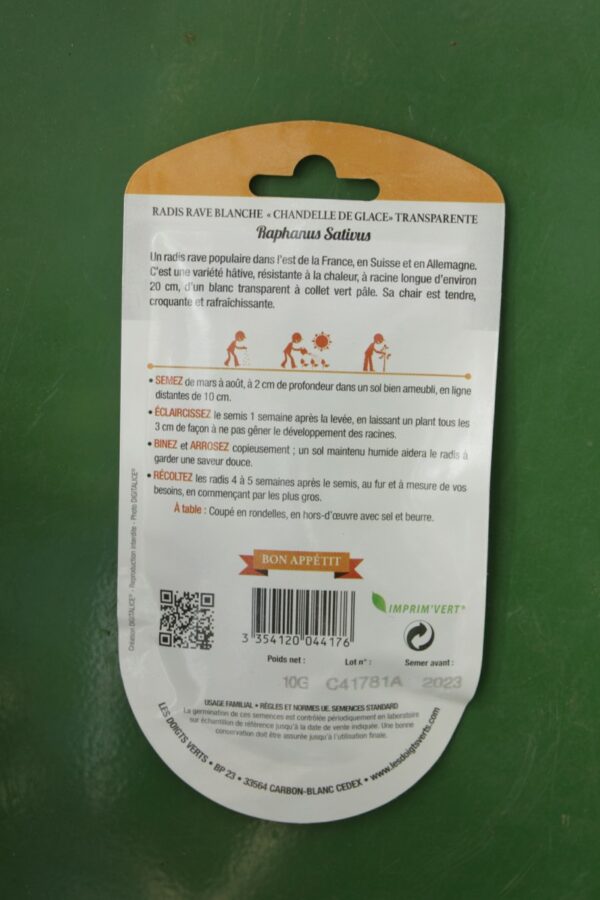 RADIS RAVE BLANCHE « CHANDELLE DE GLACE» TRANSPARENTE
Raphanus Sativus
Un radis rave populaire dans l'est de la France, en Suisse et en Allemagne.
C'est une variété hâtive, résistante à la chaleur, à racine longue d'environ
20 cm, d'un blanc transparent à collet vert pâle. Sa chair est tendre,
croquante et rafraîchissante.
• SEMEZ de mars à août, à 2 cm de profondeur dans un sol bien ameubli, en ligne
distantes de 10 cm.
• ÉCLAIRCISSEZ le semis 1 semaine après la levée, en laissant un plant tous les
3 cm de façon à ne pas gêner le développement des racines.
• BINEZ et ARROSEZ copieusement ; un sol maintenu humide aidera le radis à
garder une saveur douce.
• RÉCOLTEZ les radis 4 à 5 semaines après le semis, au fur et à mesure de vos
besoins, en commençant par les plus gros.
À table : Coupé en rondelles, en hors-d'œuvre avec sel et beurre.
BON APPÉTIT
Création DIGITALICE® - Reproduction interdite - Photo DIGITALICE®
IMPRIM'VERT®
3 354120 044176
Poids net : Lot n° : Semer avant :
10G C41781A 2023
USAGE FAMILIAL • RÈGLES ET NORMES UE. SEMENCES STANDARD
La germination de ces semences est contrôlée périodiquement en laboratoire
sur échantillon de référence jusqu'à la date de vente indiquée. Une bonne
conservation doit être assurée jusqu'à l'utilisation finale.
LES DOIGTS VERTS • BP 23 • 33564 CARBON-BLANC CEDEX • www.lesdoigtsverts.com